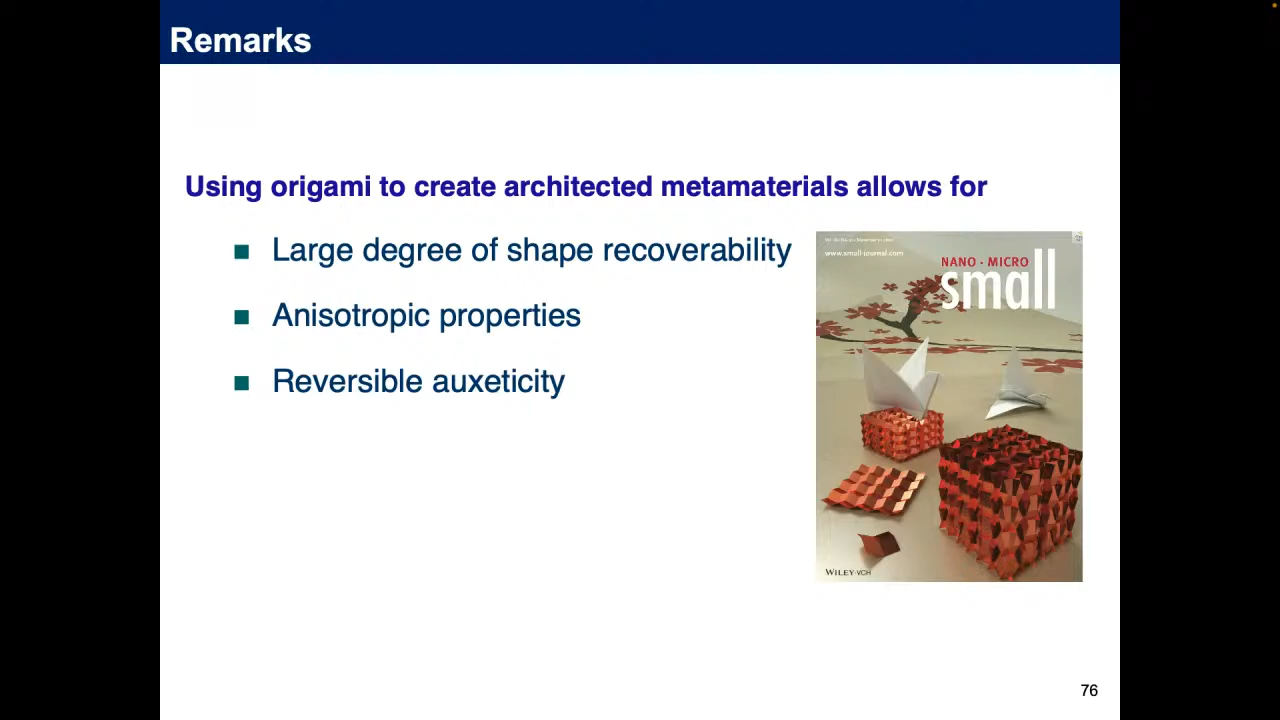 Remarks
Using origami to create architected metamaterials allows for
Large degree of shape recoverability
Anisotropic properties
Reversible auxeticity
www.small-journal.com
NANO · MICRO
small
WILEY-VCH
76